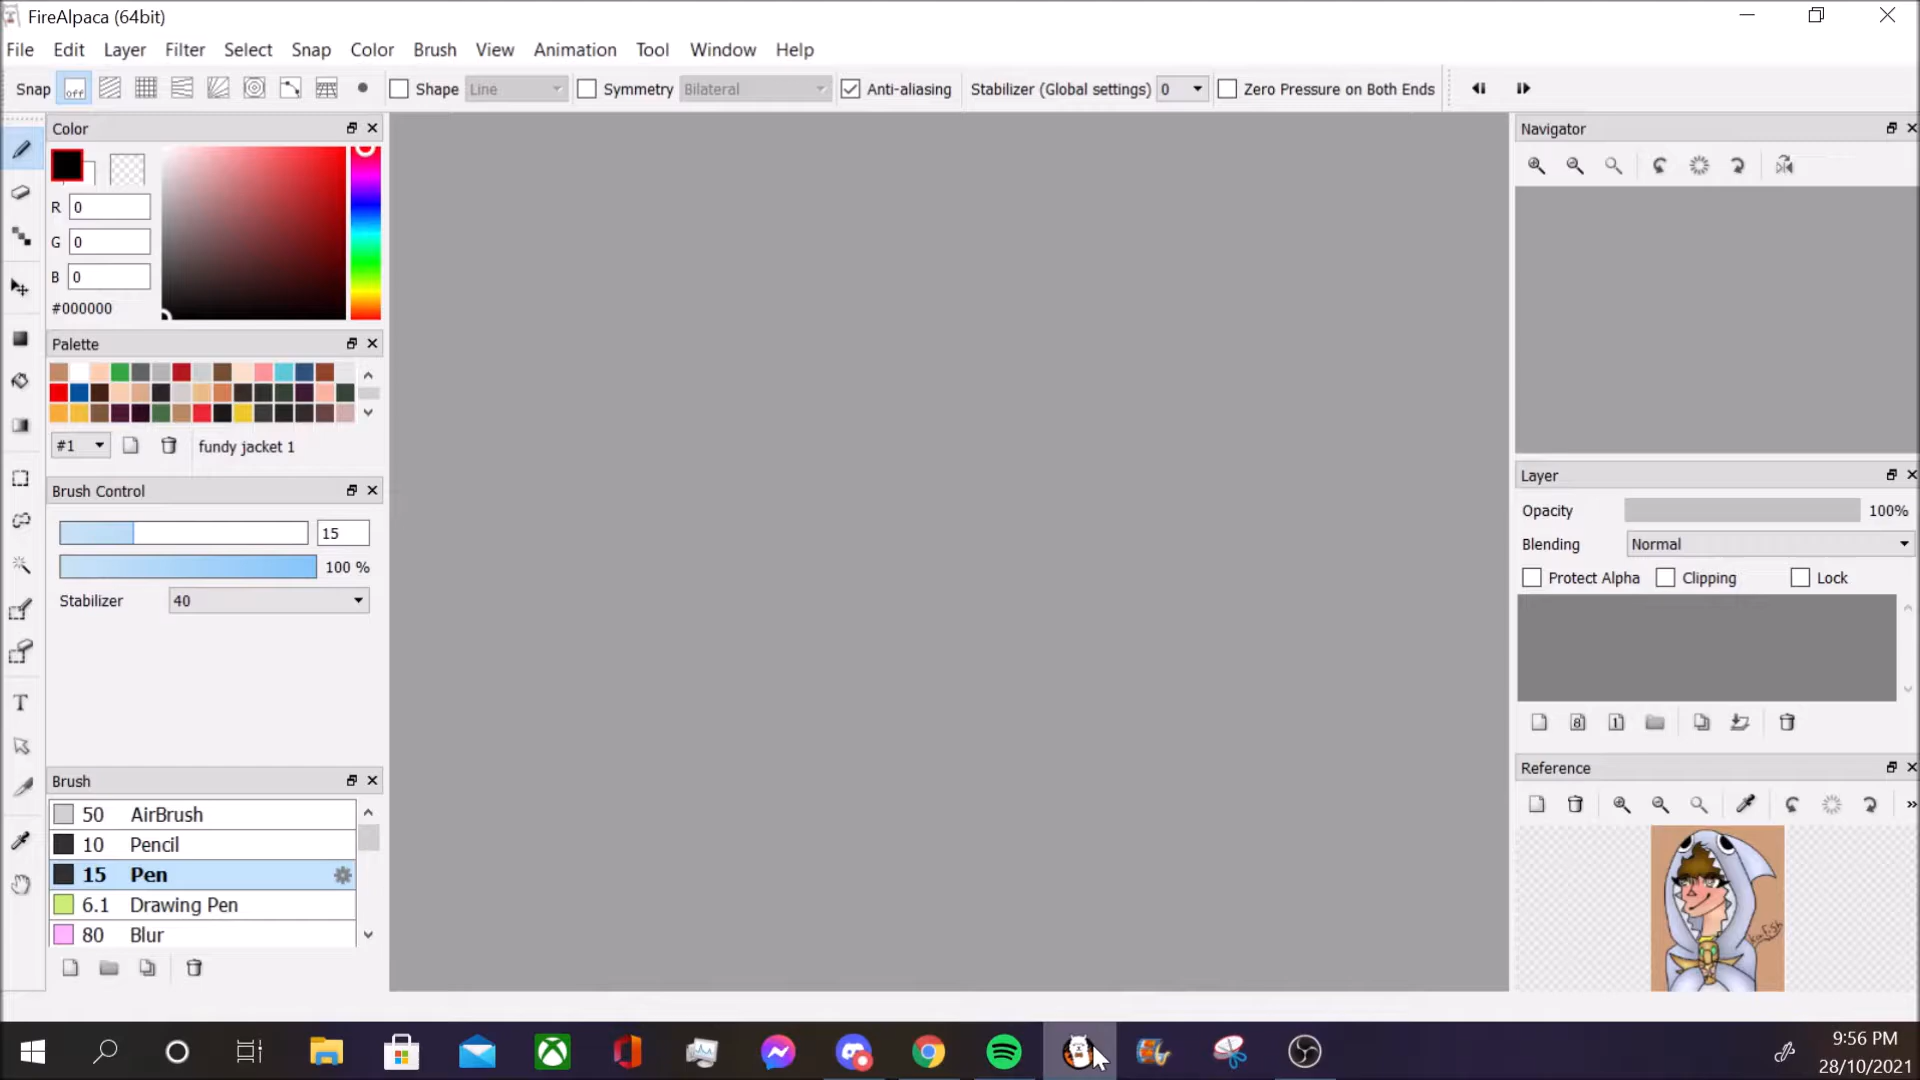 FireAlpaca (64bit)
File Edit Layer Filter Select Snap Color Brush View Animation Tool Window Help
Snap off Shape Line Symmetry Bilateral Anti-aliasing Stabilizer (Global settings) 0 Zero Pressure on Both Ends
Color
R 0
G 0
B 0
#000000
Palette
#1 fundy jacket 1
Brush Control
15
100 %
Stabilizer 40
Brush
50 AirBrush
10 Pencil
15 Pen
6.1 Drawing Pen
80 Blur
T
Navigator
Layer
Opacity 100%
Blending Normal
Protect Alpha Clipping Lock
8 1
Reference
9:56 PM
28/10/2021